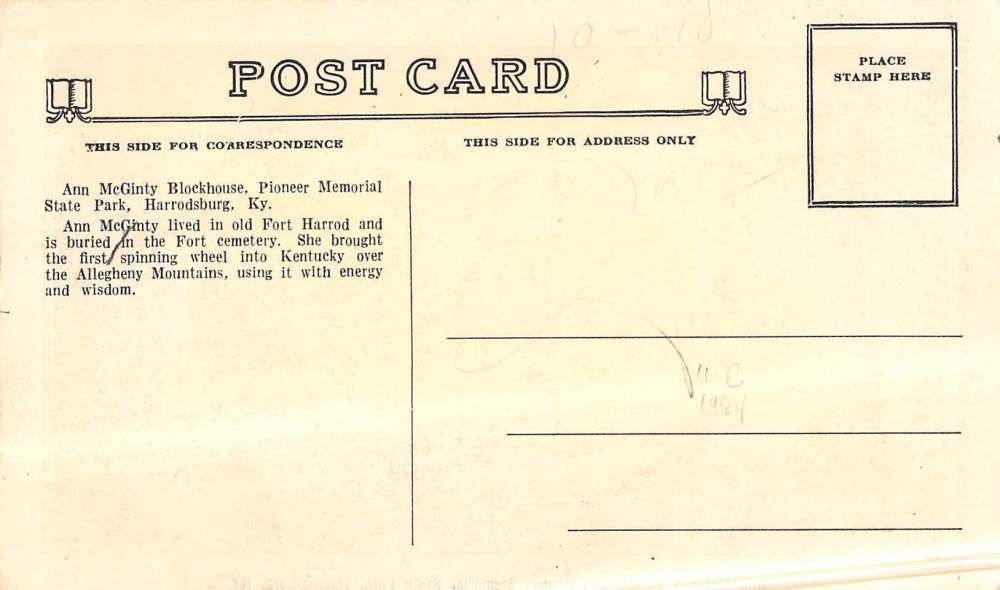 POST CARD
PLACE
STAMP HERE
THIS SIDE FOR CORRESPONDENCE
THIS SIDE FOR ADDRESS ONLY
Ann McGinty Blockhouse, Pioneer Memorial
State Park, Harrodsburg, Ky.
Ann McGinty lived in old Fort Harrod and
is buried in the Fort cemetery. She brought
the first spinning wheel into Kentucky over
the Allegheny Mountains, using it with energy
and wisdom.
1984